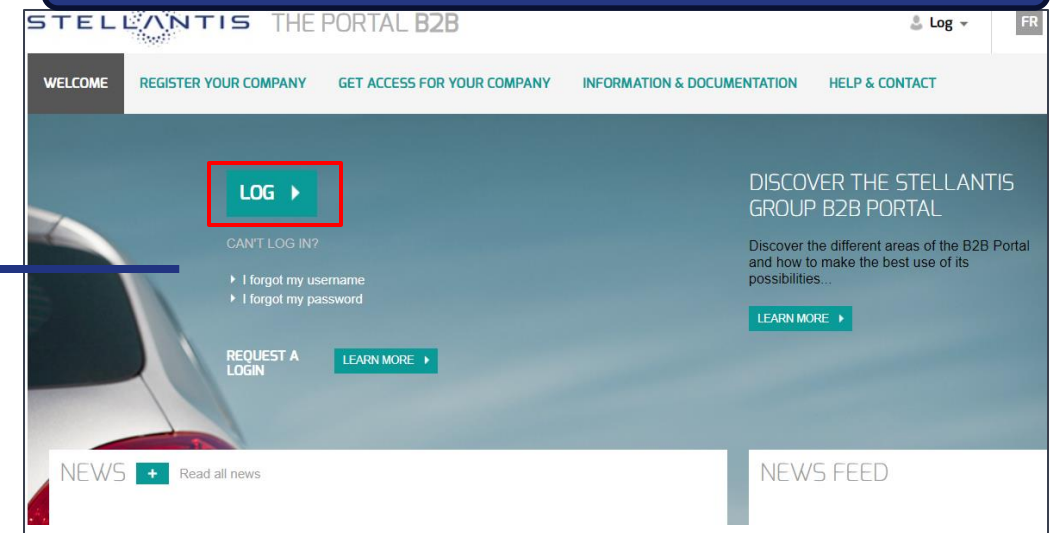 STELLANTIS THE PORTAL B2B
Log
FR
WELCOME
REGISTER YOUR COMPANY
GET ACCESS FOR YOUR COMPANY
INFORMATION & DOCUMENTATION
HELP & CONTACT
LOG
CAN'T LOG IN?
I forgot my username
I forgot my password
REQUEST A
LOGIN
LEARN MORE
DISCOVER THE STELLANTIS
GROUP B2B PORTAL
Discover the different areas of the B2B Portal
and how to make the best use of its
possibilities...
LEARN MORE
NEWS + Read all news
NEWS FEED